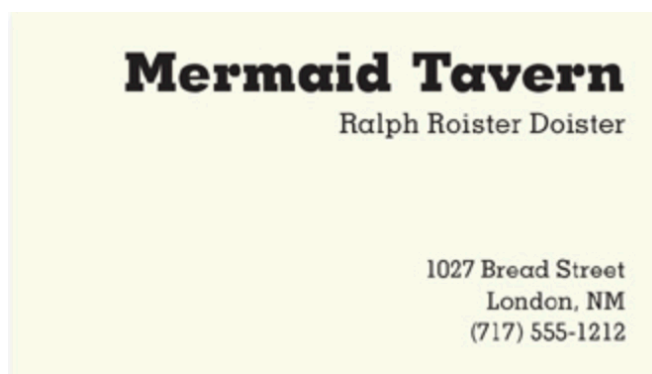 Mermaid Tavern
Ralph Roister Doister
1027 Bread Street
London, NM
(717) 555-1212